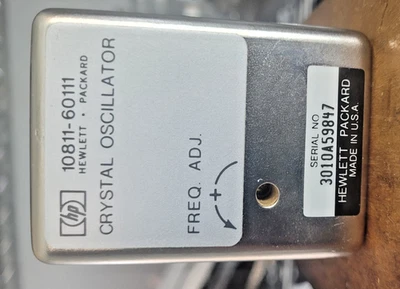 hp
10811-60111
HEWLETT • PACKARD
CRYSTAL OSCILLATOR
FREQ. ADJ.
+
SERIAL NO
3010A59847
HEWLETT PACKARD
MADE IN U.S.A.